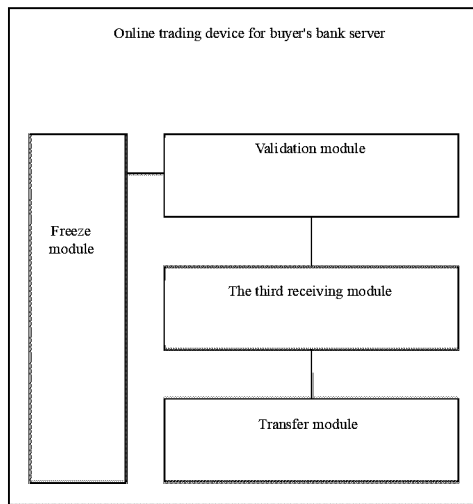 Online trading device for buyer's bank server
Validation module
Freeze
module
The third receiving module
Transfer module